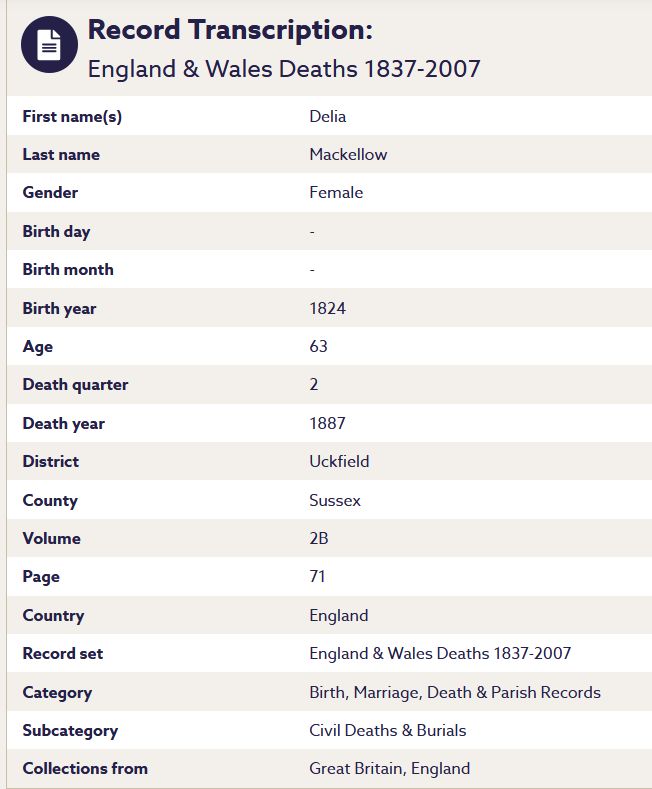 Record Transcription:
England & Wales Deaths 1837-2007
First name(s) Delia
Last name Mackellow
Gender Female
Birth day -
Birth month -
Birth year 1824
Age 63
Death quarter 2
Death year 1887
District Uckfield
County Sussex
Volume 2B
Page 71
Country England
Record set England & Wales Deaths 1837-2007
Category Birth, Marriage, Death & Parish Records
Subcategory Civil Deaths & Burials
Collections from Great Britain, England